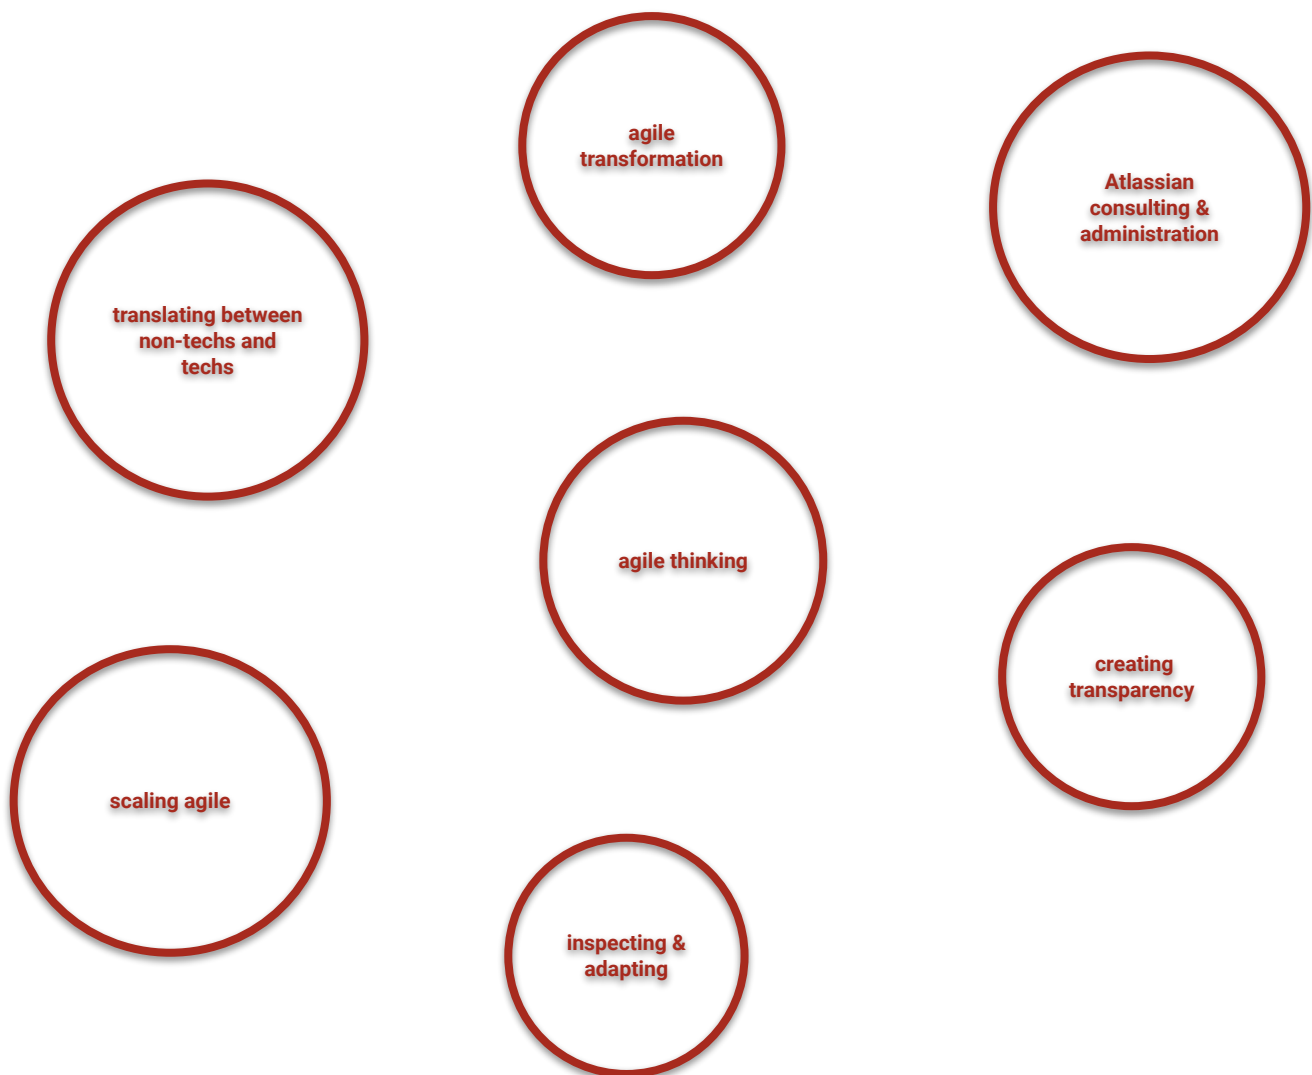 agile
transformation
Atlassian
consulting &
administration
translating between
non-techs and
techs
agile thinking
creating
transparency
scaling agile
inspecting &
adapting